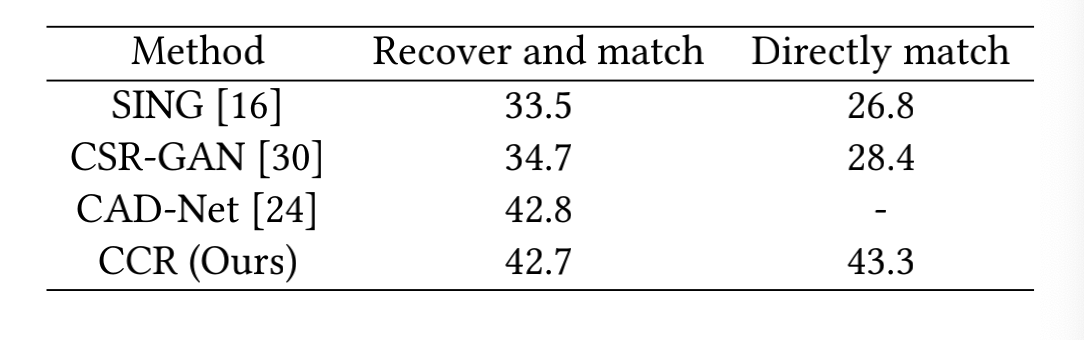 Method Recover and match Directly match
SING [16] 33.5 26.8
CSR-GAN [30] 34.7 28.4
CAD-Net [24] 42.8 -
CCR (Ours) 42.7 43.3